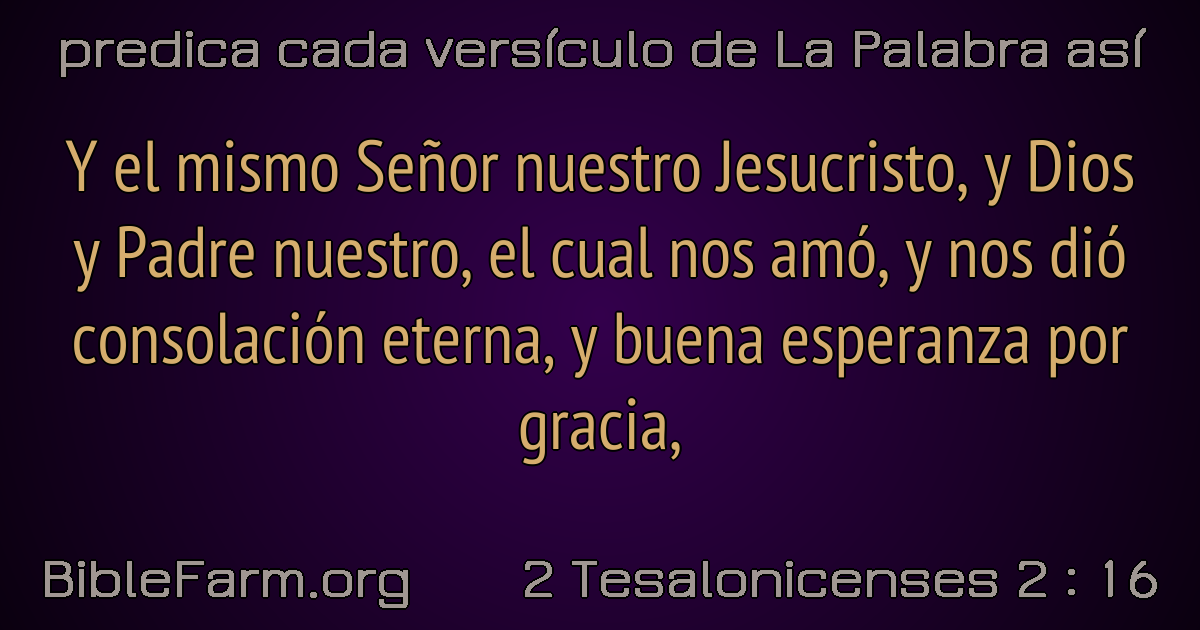 predica cada versículo de La Palabra así
Y el mismo Señor nuestro Jesucristo, y Dios
y Padre nuestro, el cual nos amó, y nos dió
consolación eterna, y buena esperanza por
gracia,
BibleFarm.org 2 Tesalonicenses 2 : 16